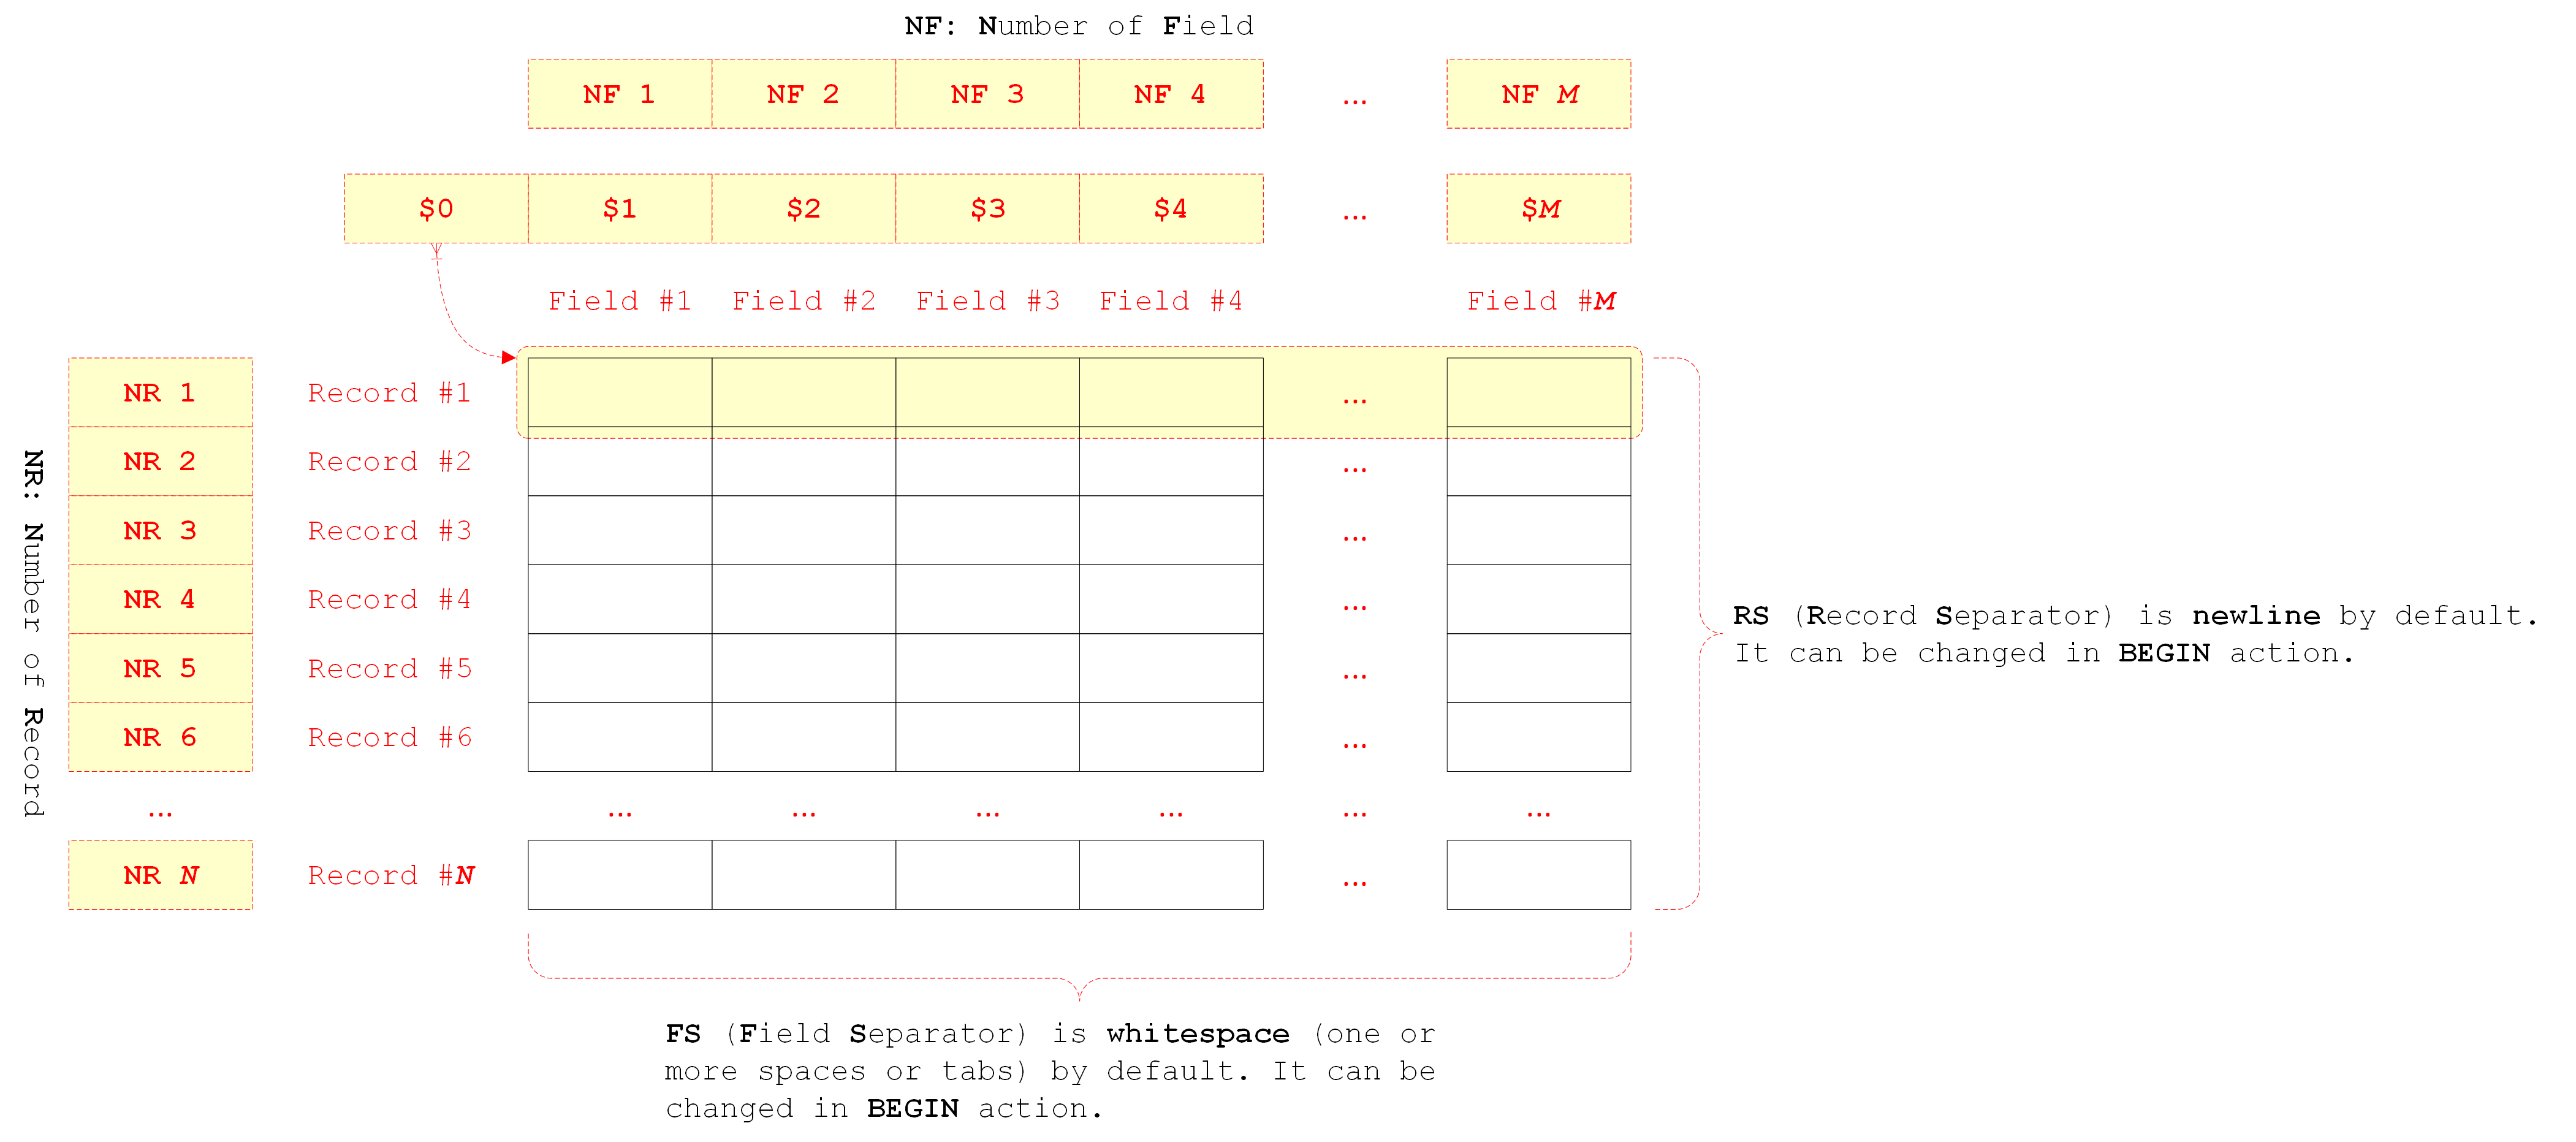 NF: Number of Field
NF 1 NF 2 NF 3 NF 4 ... NF M
$0 $1 $2 $3 $4 ... $M
Field #1 Field #2 Field #3 Field #4 Field #M
NR: Number of Record
NR 1 Record #1 ...
NR 2 Record #2 ...
NR 3 Record #3 ...
NR 4 Record #4 ...
NR 5 Record #5 ...
NR 6 Record #6 ...
... ... ... ... ... ... ...
NR N Record #N ...
RS (Record Separator) is newline by default.
It can be changed in BEGIN action.
FS (Field Separator) is whitespace (one or
more spaces or tabs) by default. It can be
changed in BEGIN action.